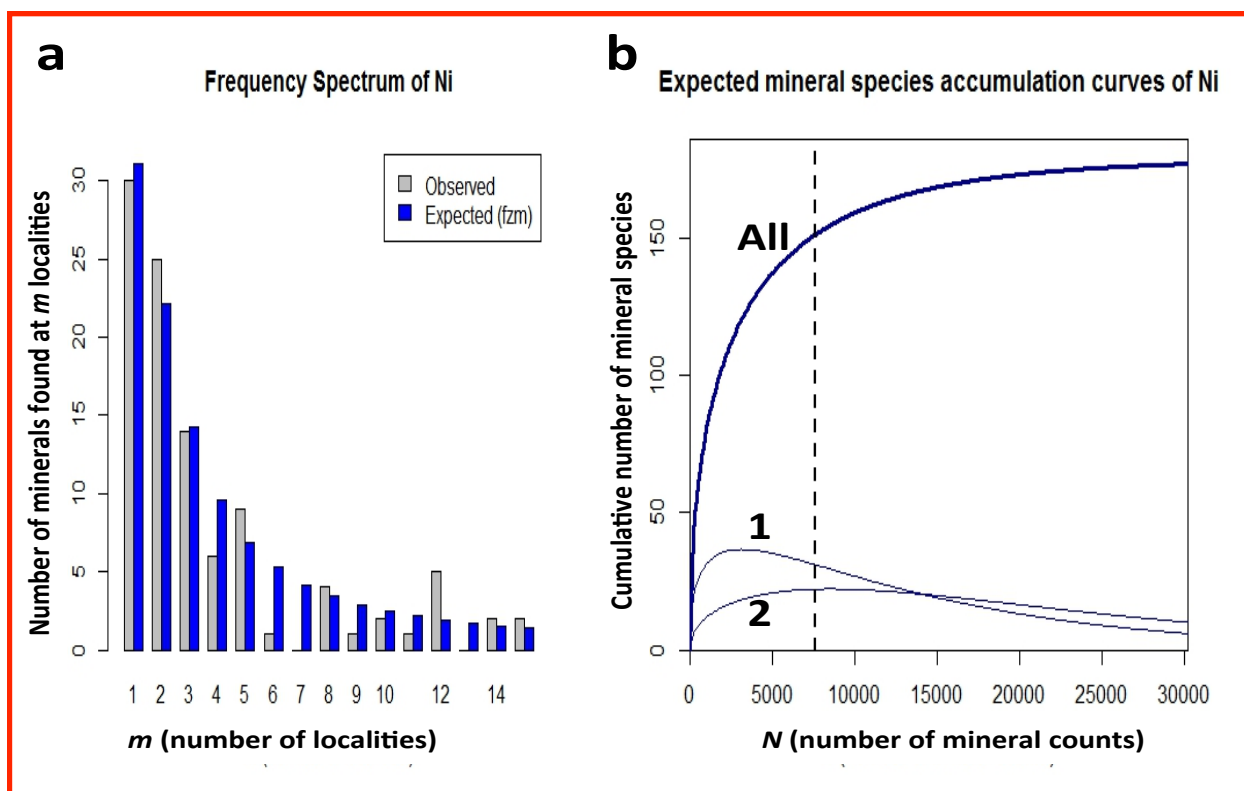 a
Frequency Spectrum of Ni
Number of minerals found at m localities
30
25
20
15
10
5
0
Observed
Expected (fzm)
1 2 3 4 5 6 7 8 9 10 12 14
m (number of localities)
b
Expected mineral species accumulation curves of Ni
Cumulative number of mineral species
150
100
50
0
All
1
2
0 5000 10000 15000 20000 25000 30000
N (number of mineral counts)